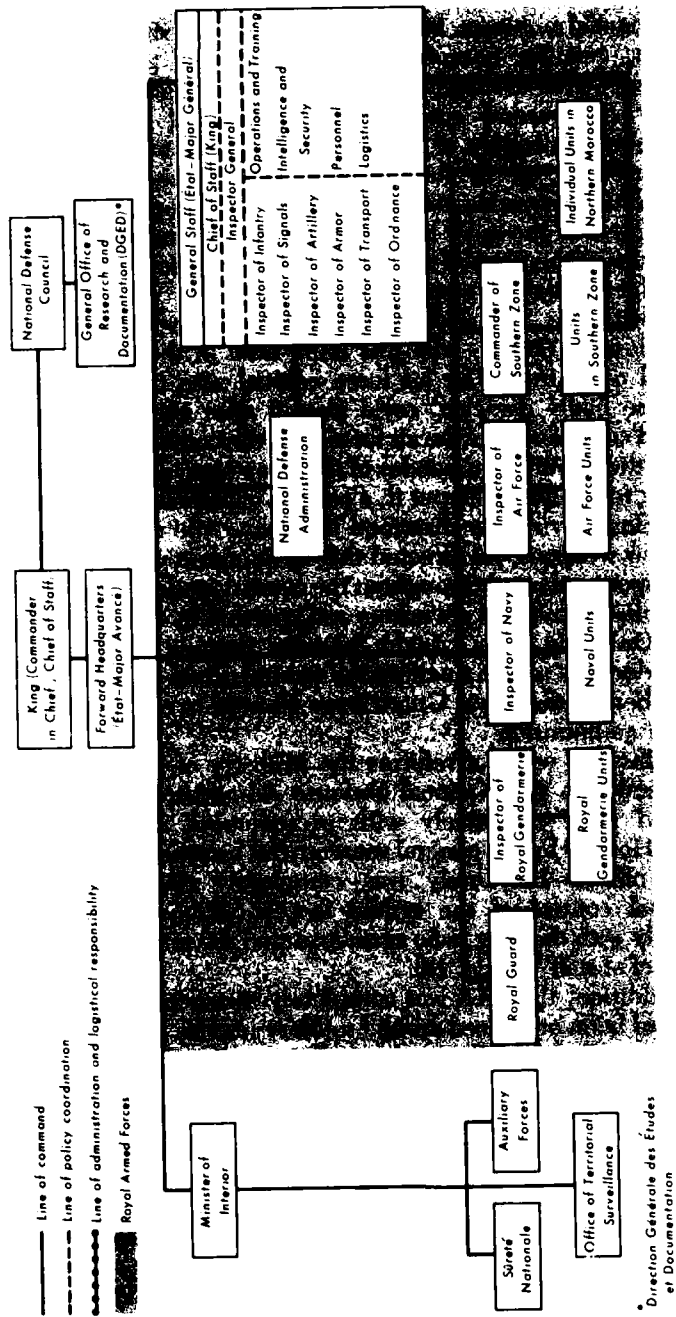 Line of command
Line of policy coordination
Line of administration and logistical responsibility
Royal Armed Forces
King (Commander
in Chief, Chief of Staff)
Forward Headquarters
(État-Major Avancé)
National Defense
Council
General Office of
Research and
Documentation (DGED)*
Minister of
Interior
Sûreté
Nationale
Auxiliary
Forces
Office of Territorial
Surveillance
National Defense
Administration
General Staff (État-Major Général)
Chief of Staff (King)
Inspector General
Inspector of Infantry
Inspector of Signals
Inspector of Artillery
Inspector of Armor
Inspector of Transport
Inspector of Ordnance
Operations and Training
Intelligence and
Security
Personnel
Logistics
Royal Guard
Inspector of
Royal Gendarmerie
Inspector of Navy
Inspector of
Air Force
Commander of
Southern Zone
Royal
Gendarmerie Units
Naval Units
Air Force Units
Units
in Southern Zone
Individual Units in
Northern Morocco
* Direction Générale des Études
et Documentation